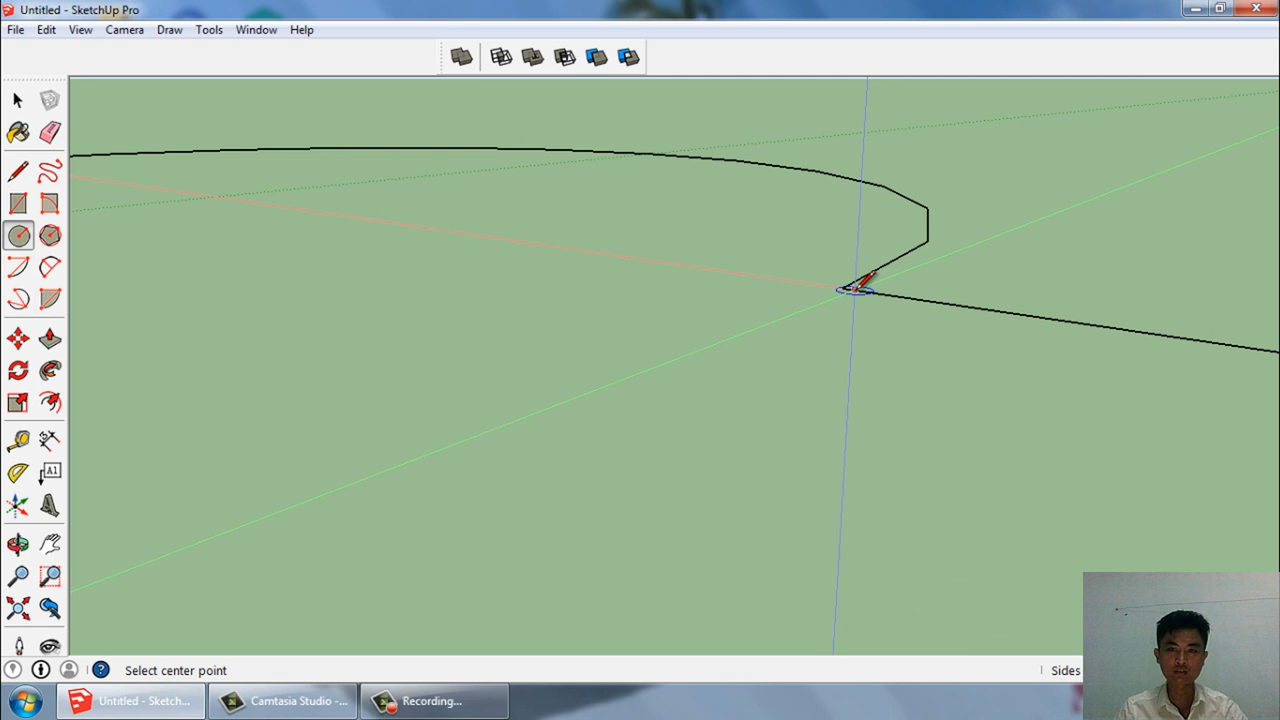 Untitled - SketchUp Pro
File Edit View Camera Draw Tools Window Help
A1
Select center point
Sides
Untitled - Sketch...
Camtasia Studio -...
Recording...